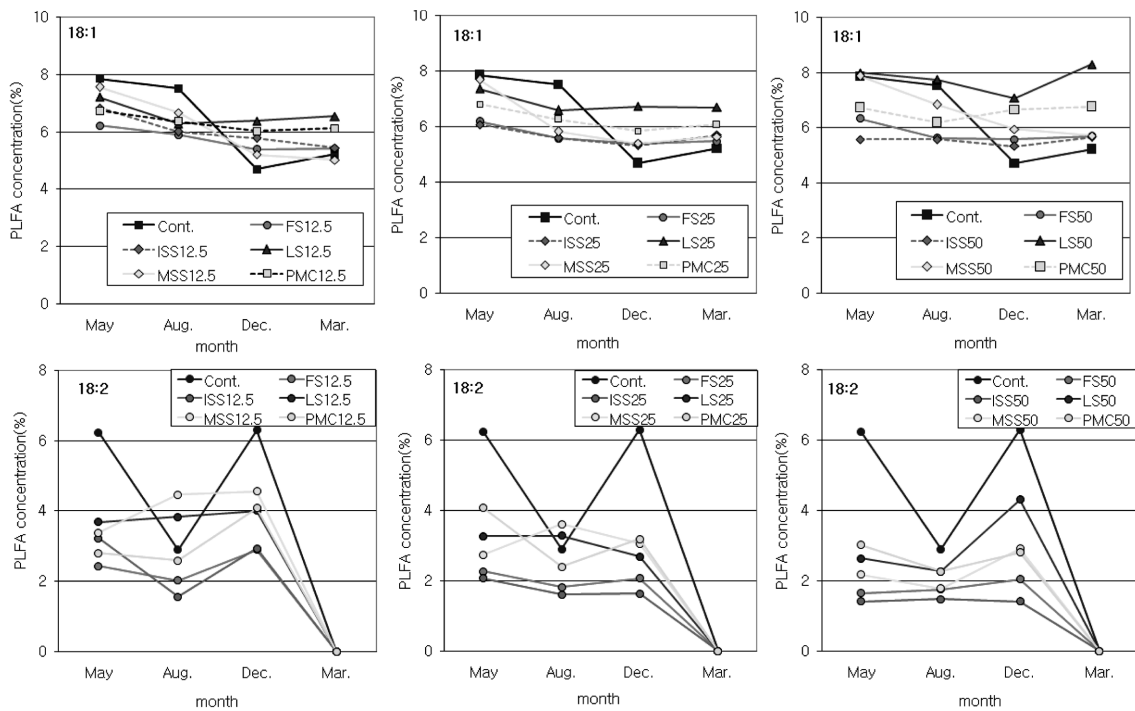 18:1
PLFA concentration(%)
10
8
6
4
2
0
Cont. FS12.5
ISS12.5 LS12.5
MSS12.5 PMC12.5
May Aug. Dec. Mar.
month
18:1
PLFA concentration(%)
10
8
6
4
2
0
Cont. FS25
ISS25 LS25
MSS25 PMC25
May Aug. Dec. Mar.
month
18:1
PLFA concentration(%)
10
8
6
4
2
0
Cont. FS50
ISS50 LS50
MSS50 PMC50
May Aug. Dec. Mar.
month
18:2
PLFA concentration(%)
8
6
4
2
0
Cont. FS12.5
ISS12.5 LS12.5
MSS12.5 PMC12.5
May Aug. Dec. Mar.
month
18:2
PLFA concentration(%)
8
6
4
2
0
Cont. FS25
ISS25 LS25
MSS25 PMC25
May Aug. Dec. Mar.
month
18:2
PLFA concentration(%)
8
6
4
2
0
Cont. FS50
ISS50 LS50
MSS50 PMC50
May Aug. Dec. Mar.
month